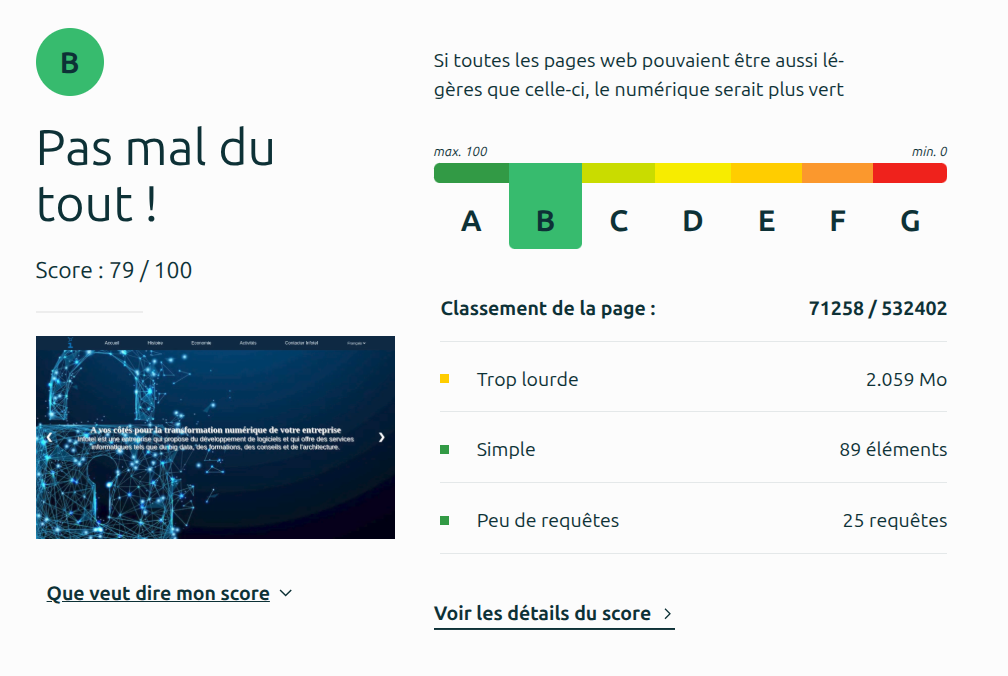 B
Pas mal du
tout !
Score : 79 / 100
Accueil Histoire Economie Activités Contacter Infotel Français
A vos côtés pour la transformation numérique de votre entreprise
Infotel est une entreprise qui propose du développement de logiciels et qui offre des services
informatiques tels que du big data, des formations, des conseils et de l'architecture.
Que veut dire mon score
Si toutes les pages web pouvaient être aussi lé-
gères que celle-ci, le numérique serait plus vert
max. 100 min. 0
A B C D E F G
Classement de la page : 71258 / 532402
Trop lourde 2.059 Mo
Simple 89 éléments
Peu de requêtes 25 requêtes
Voir les détails du score